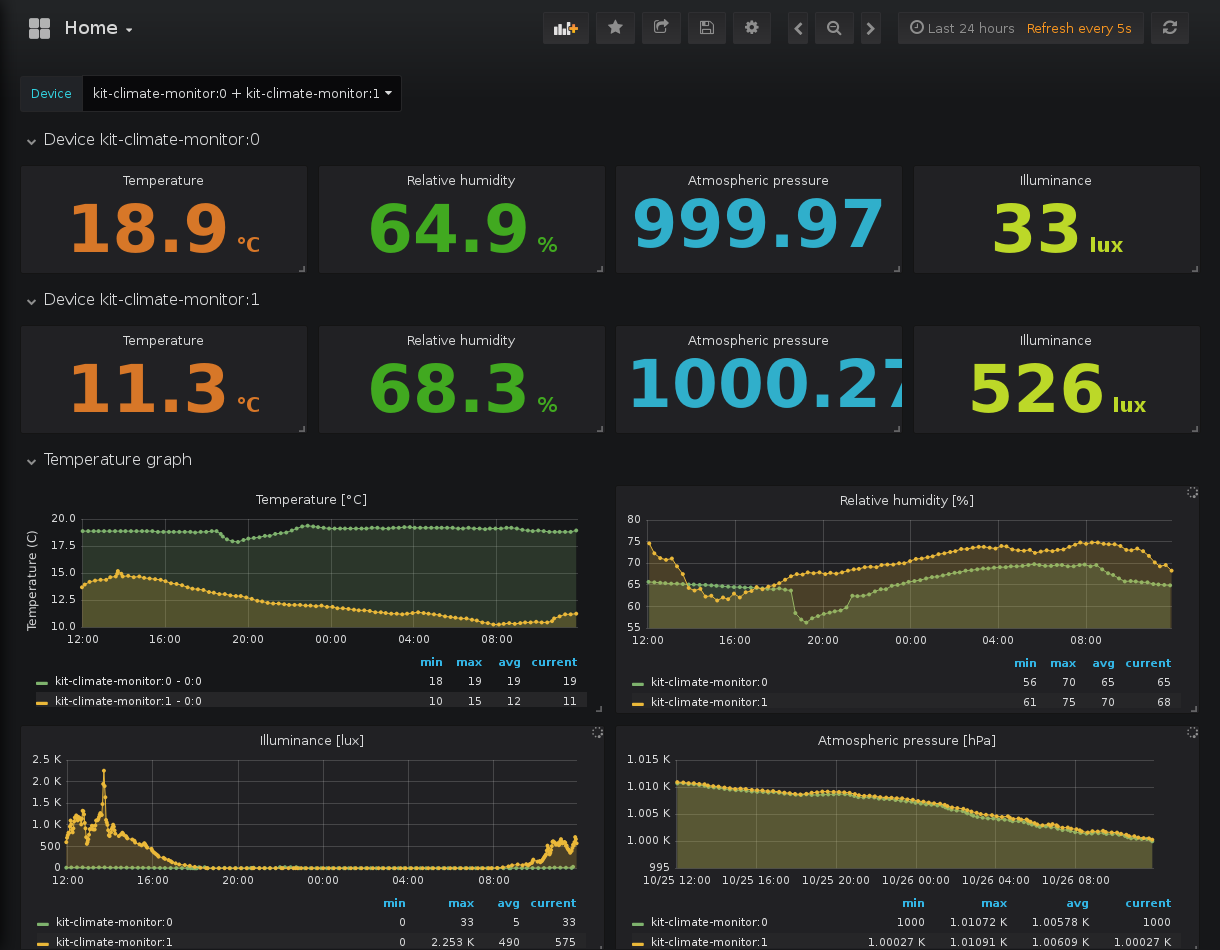 Home
Last 24 hours Refresh every 5s
Device kit-climate-monitor:0 + kit-climate-monitor:1
Device kit-climate-monitor:0
Temperature Relative humidity Atmospheric pressure Illuminance
18.9 °C 64.9 % 999.97 33 lux
Device kit-climate-monitor:1
Temperature Relative humidity Atmospheric pressure Illuminance
11.3 °C 68.3 % 1000.27 526 lux
Temperature graph
Temperature [°C]
Temperature (C)
20.0
17.5
15.0
12.5
10.0
12:00 16:00 20:00 00:00 04:00 08:00
min max avg current
kit-climate-monitor:0 - 0:0 18 19 19 19
kit-climate-monitor:1 - 0:0 10 15 12 11
Relative humidity [%]
80
75
70
65
60
55
12:00 16:00 20:00 00:00 04:00 08:00
min max avg current
kit-climate-monitor:0 56 70 65 65
kit-climate-monitor:1 61 75 70 68
Illuminance [lux]
2.5 K
2.0 K
1.5 K
1.0 K
500
0
12:00 16:00 20:00 00:00 04:00 08:00
min max avg current
kit-climate-monitor:0 0 33 5 33
kit-climate-monitor:1 0 2.253 K 490 575
Atmospheric pressure [hPa]
1.015 K
1.010 K
1.005 K
1.000 K
995
10/25 12:00 10/25 16:00 10/25 20:00 10/26 00:00 10/26 04:00 10/26 08:00
min max avg current
kit-climate-monitor:0 1000 1.01072 K 1.00578 K 1000
kit-climate-monitor:1 1.00027 K 1.01091 K 1.00609 K 1.00027 K